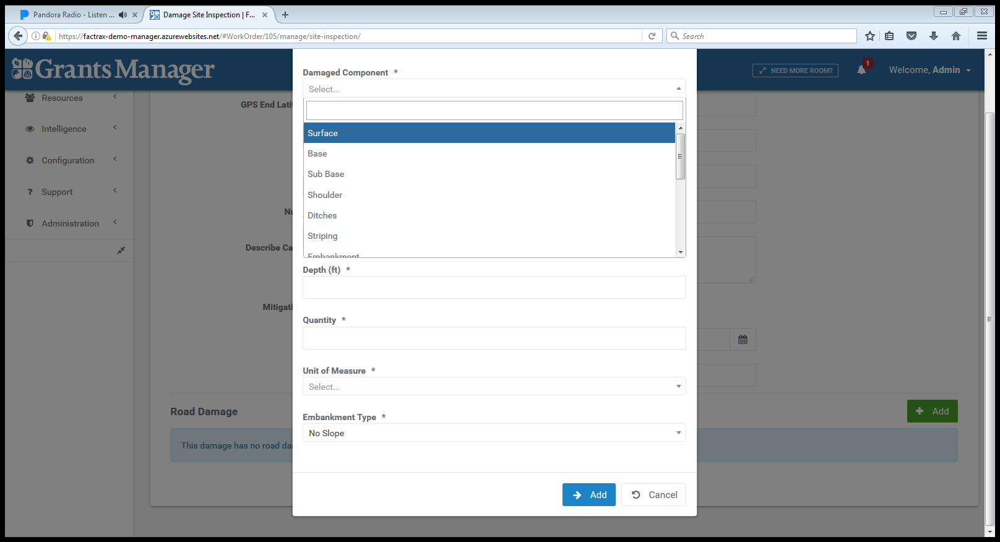 Pandora Radio - Listen ...
Damage Site Inspection | F...
https://factrax-demo-manager.azurewebsites.net/#WorkOrder/105/manage/site-inspection/
Search
Grants Manager
NEED MORE ROOM?
1
Welcome, Admin
Resources
Intelligence
Configuration
? Support
Administration
GPS End Lati
Nu
Describe Ca
Mitigati
Road Damage
+ Add
This damage has no road da
Damaged Component *
Select...
Surface
Base
Sub Base
Shoulder
Ditches
Striping
Embankment
Depth (ft) *
Quantity *
Unit of Measure *
Select...
Embankment Type *
No Slope
Add
Cancel